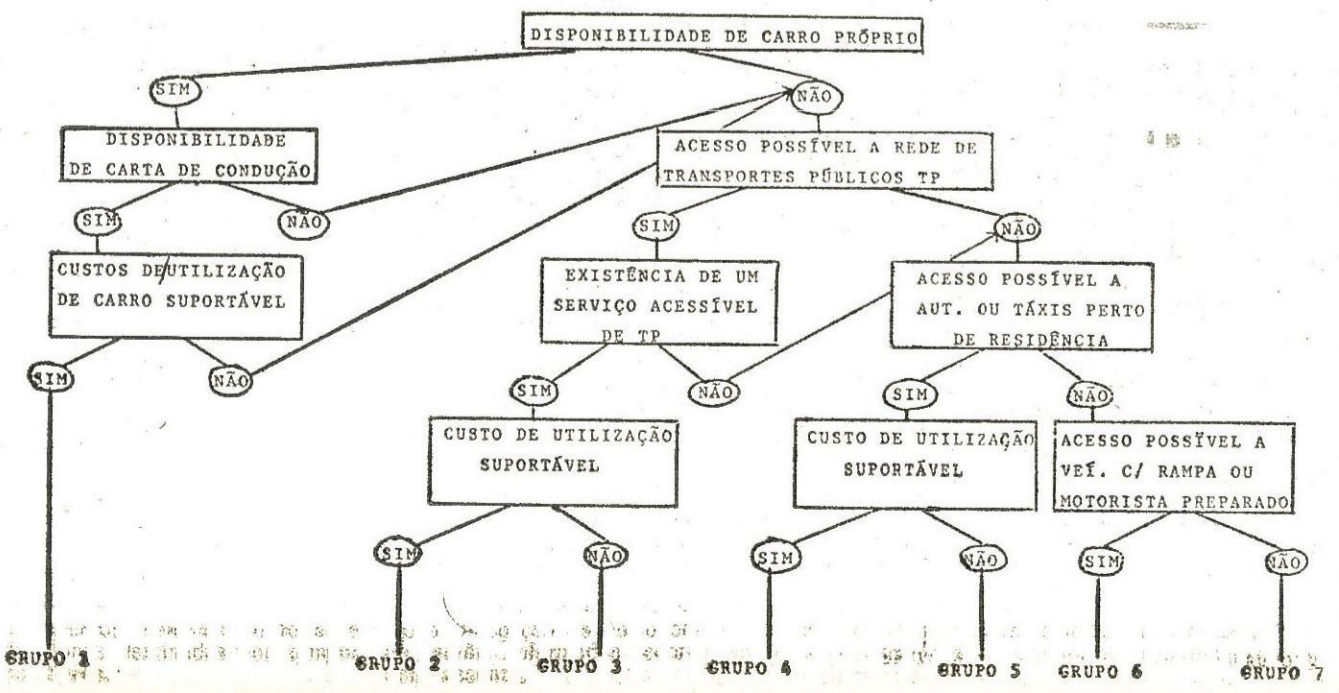 DISPONIBILIDADE DE CARRO PRÓPRIO
SIM
NÃO
DISPONIBILIDADE
DE CARTA DE CONDUÇÃO
ACESSO POSSÍVEL A REDE DE
TRANSPORTES PÚBLICOS TP
SIM
NÃO
SIM
NÃO
CUSTOS DE/UTILIZAÇÃO
DE CARRO SUPORTÁVEL
EXISTÊNCIA DE UM
SERVIÇO ACESSÍVEL
DE TP
ACESSO POSSÍVEL A
AUT. OU TÁXIS PERTO
DE RESIDÊNCIA
SIM
NÃO
SIM
NÃO
SIM
NÃO
CUSTO DE UTILIZAÇÃO
SUPORTÁVEL
CUSTO DE UTILIZAÇÃO
SUPORTÁVEL
ACESSO POSSÍVEL A
VEÍ. C/ RAMPA OU
MOTORISTA PREPARADO
SIM
NÃO
SIM
NÃO
SIM
NÃO
GRUPO 1
GRUPO 2
GRUPO 3
GRUPO 4
GRUPO 5
GRUPO 6
GRUPO 7